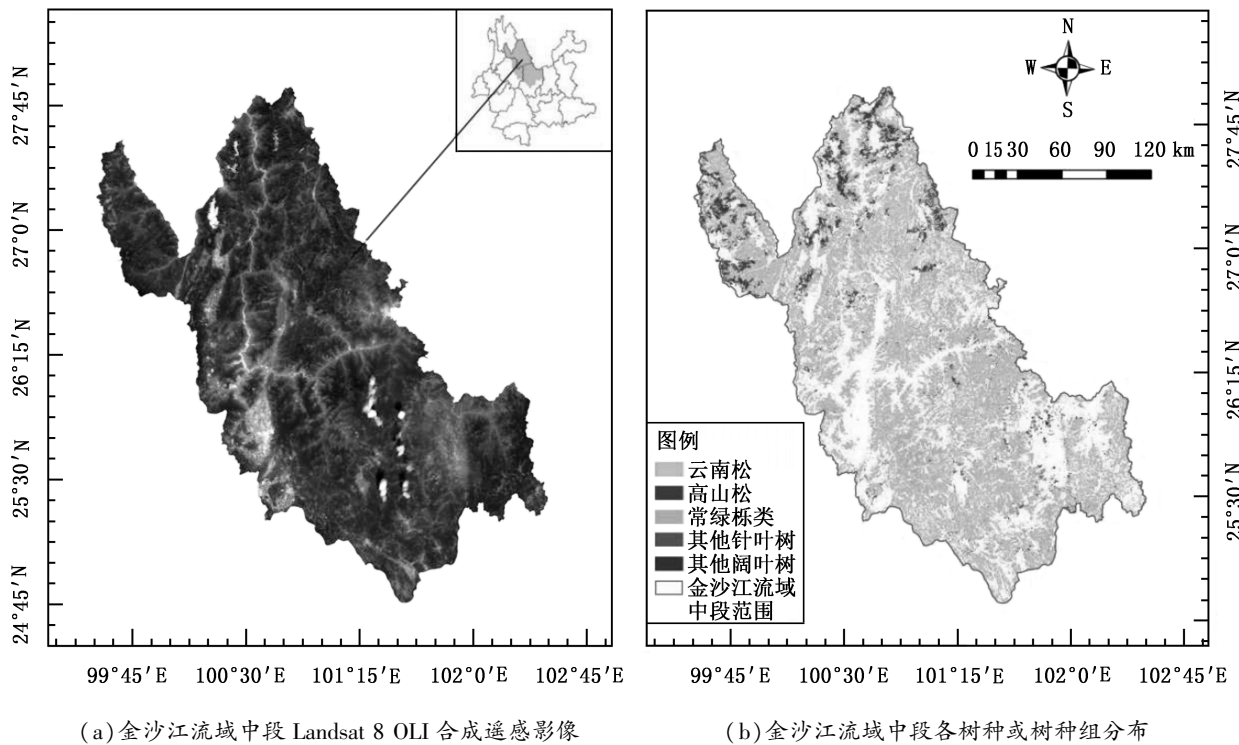 27°45′N
27°0′N
26°15′N
25°30′N
24°45′N
99°45′E 100°30′E 101°15′E 102°0′E 102°45′E
(a)金沙江流域中段 Landsat 8 OLI 合成遥感影像
N
W E
S
0 15 30 60 90 120 km
图例
云南松
高山松
常绿栎类
其他针叶树
其他阔叶树
金沙江流域
中段范围
27°45′N
27°0′N
26°15′N
25°30′N
99°45′E 100°30′E 101°15′E 102°0′E 102°45′E
(b)金沙江流域中段各树种或树种组分布